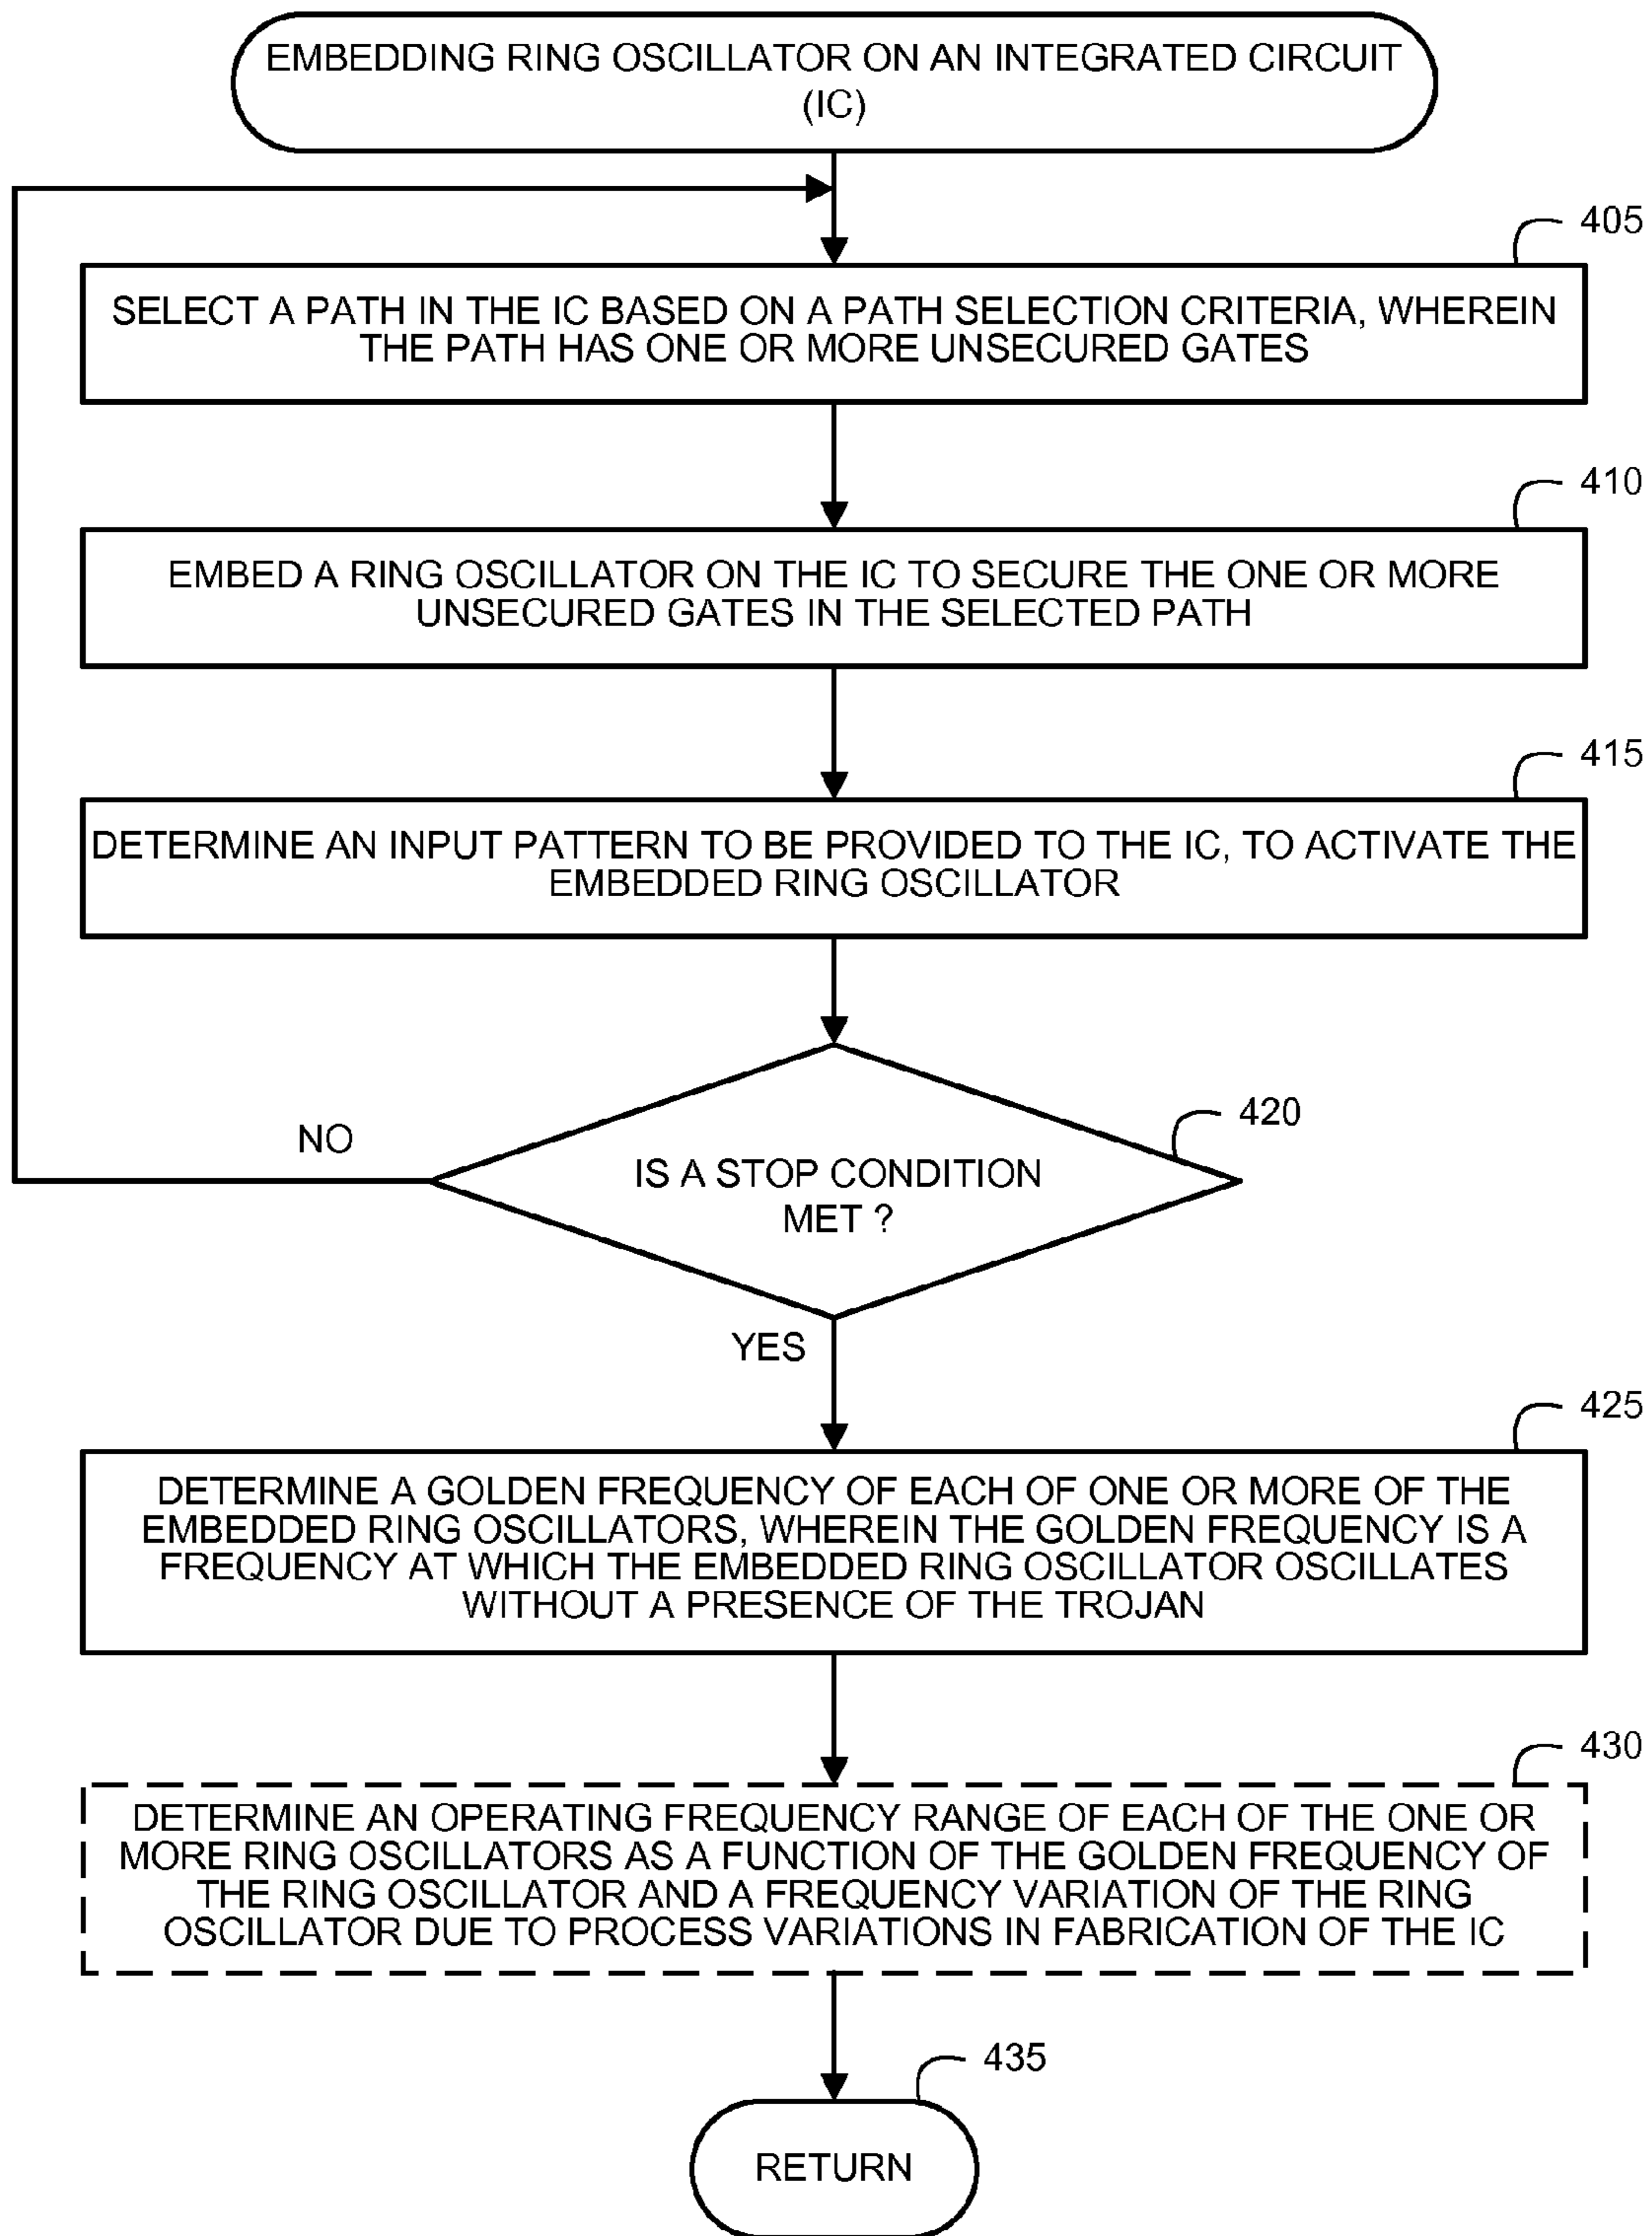 EMBEDDING RING OSCILLATOR ON AN INTEGRATED CIRCUIT
(IC)
405
SELECT A PATH IN THE IC BASED ON A PATH SELECTION CRITERIA, WHEREIN
THE PATH HAS ONE OR MORE UNSECURED GATES
410
EMBED A RING OSCILLATOR ON THE IC TO SECURE THE ONE OR MORE
UNSECURED GATES IN THE SELECTED PATH
415
DETERMINE AN INPUT PATTERN TO BE PROVIDED TO THE IC, TO ACTIVATE THE
EMBEDDED RING OSCILLATOR
420
NO
IS A STOP CONDITION
MET ?
YES
425
DETERMINE A GOLDEN FREQUENCY OF EACH OF ONE OR MORE OF THE
EMBEDDED RING OSCILLATORS, WHEREIN THE GOLDEN FREQUENCY IS A
FREQUENCY AT WHICH THE EMBEDDED RING OSCILLATOR OSCILLATES
WITHOUT A PRESENCE OF THE TROJAN
430
DETERMINE AN OPERATING FREQUENCY RANGE OF EACH OF THE ONE OR
MORE RING OSCILLATORS AS A FUNCTION OF THE GOLDEN FREQUENCY OF
THE RING OSCILLATOR AND A FREQUENCY VARIATION OF THE RING
OSCILLATOR DUE TO PROCESS VARIATIONS IN FABRICATION OF THE IC
435
RETURN